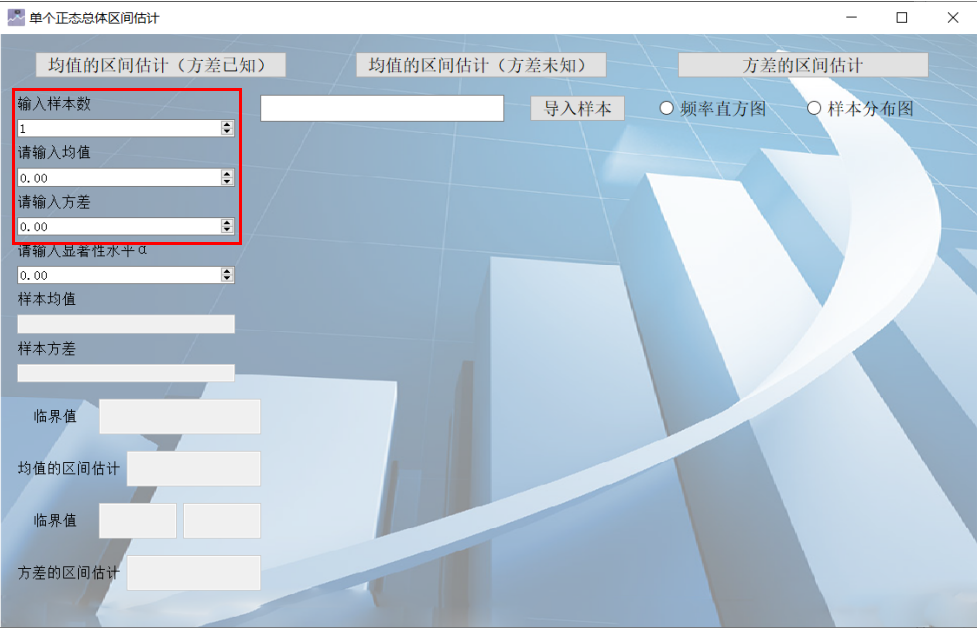 单个正态总体区间估计
均值的区间估计（方差已知）
均值的区间估计（方差未知）
方差的区间估计
输入样本数
1
请输入均值
0.00
请输入方差
0.00
请输入显著性水平α
0.00
样本均值
样本方差
导入样本
频率直方图
样本分布图
临界值
均值的区间估计
临界值
方差的区间估计